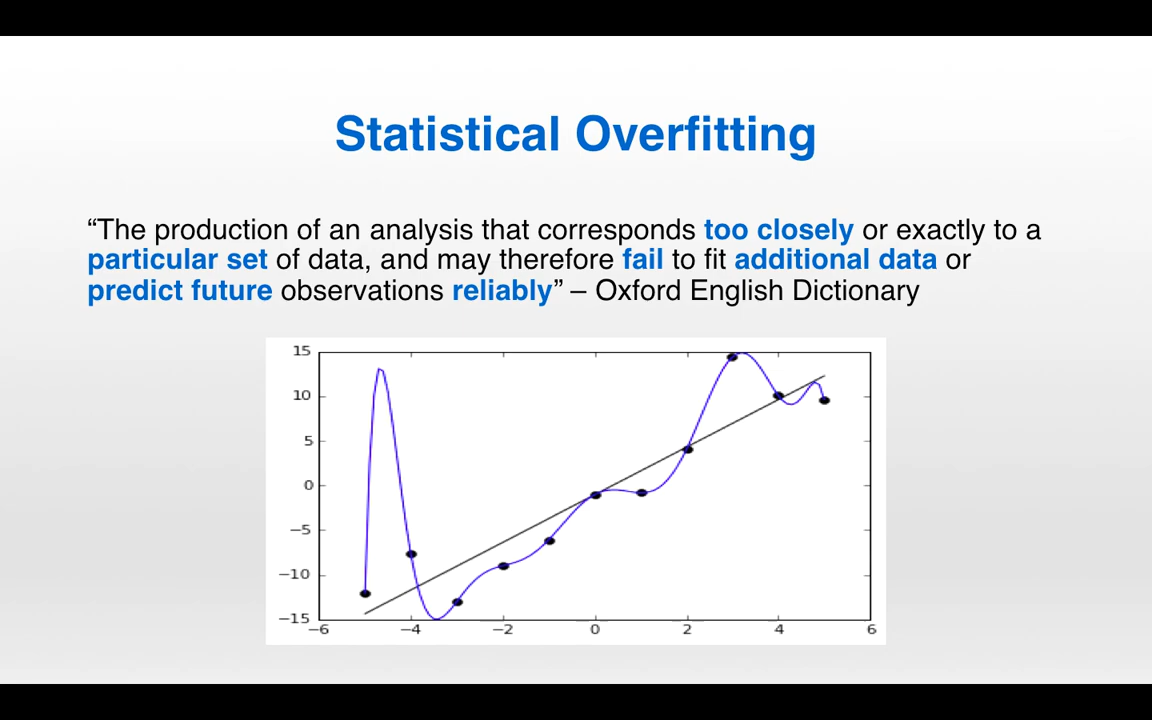 Statistical Overfitting
“The production of an analysis that corresponds too closely or exactly to a
particular set of data, and may therefore fail to fit additional data or
predict future observations reliably” – Oxford English Dictionary
15
10
5
0
−5
−10
−15
−6 −4 −2 0 2 4 6